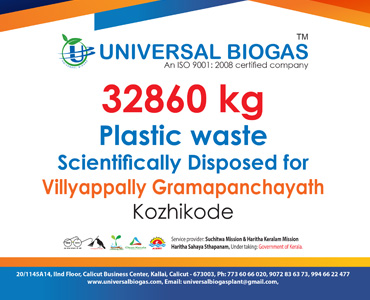 UNIVERSAL BIOGAS TM
An ISO 9001: 2008 certified company
32860 kg
Plastic waste
Scientifically Disposed for
Villyappally Gramapanchayath
Kozhikode
Service provider: Suchitwa Mission & Haritha Keralam Mission
Haritha Sahaya Sthapanam, Under taking: Government of Kerala.
20/1145A14, IInd Floor, Calicut Business Center, Kallai, Calicut - 673003, Ph: 773 60 66 020, 9072 83 63 73, 994 66 22 477
www.universalbiogas.com, Email: universalbiogasplant@gmail.com,